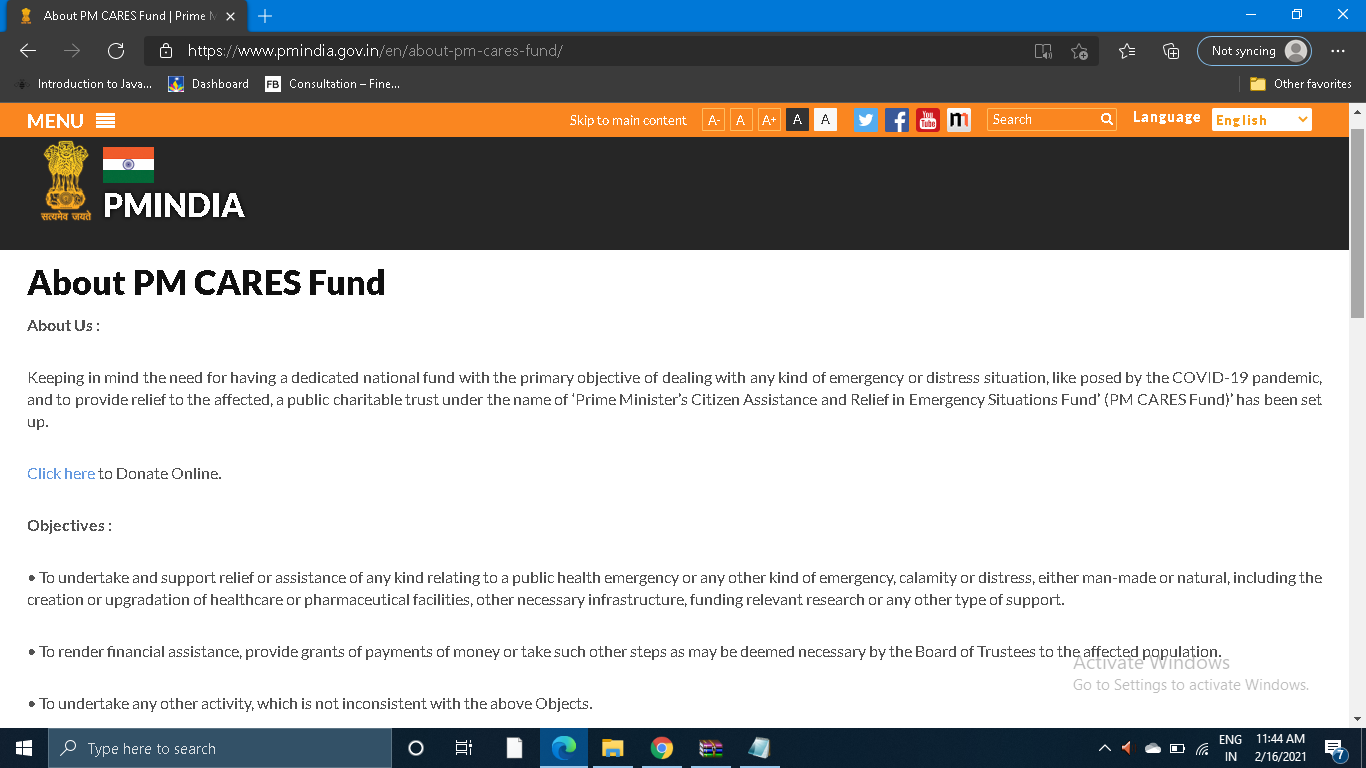 About PM CARES Fund | Prime M
https://www.pmindia.gov.in/en/about-pm-cares-fund/
Not syncing
Introduction to Java...
Dashboard
FB
Consultation – Fine...
Other favorites
MENU
Skip to main content
A-
A
A+
A
A
You
Tube
m
Search
Language
English
सत्यमेव जयते
PMINDIA
About PM CARES Fund
About Us :
Keeping in mind the need for having a dedicated national fund with the primary objective of dealing with any kind of emergency or distress situation, like posed by the COVID-19 pandemic,
and to provide relief to the affected, a public charitable trust under the name of ‘Prime Minister’s Citizen Assistance and Relief in Emergency Situations Fund’ (PM CARES Fund)’ has been set
up.
Click here to Donate Online.
Objectives :
• To undertake and support relief or assistance of any kind relating to a public health emergency or any other kind of emergency, calamity or distress, either man-made or natural, including the
creation or upgradation of healthcare or pharmaceutical facilities, other necessary infrastructure, funding relevant research or any other type of support.
• To render financial assistance, provide grants of payments of money or take such other steps as may be deemed necessary by the Board of Trustees to the affected population.
Activate Windows
Go to Settings to activate Windows.
• To undertake any other activity, which is not inconsistent with the above Objects.
Type here to search
ENG
IN
11:44 AM
2/16/2021
7